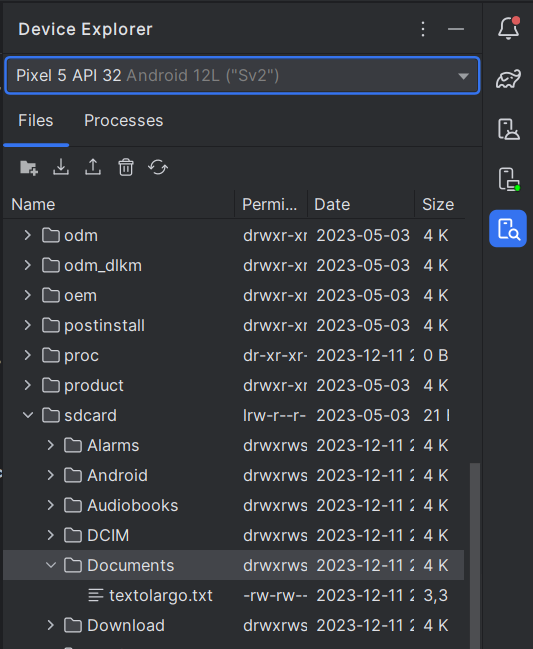 Device Explorer
Pixel 5 API 32 Android 12L ("Sv2")
Files Processes
Name Permi... Date Size
odm drwxr-xr 2023-05-03 4 K
odm_dlkm drwxr-xr 2023-05-03 4 K
oem drwxr-xr 2023-05-03 4 K
postinstall drwxr-xr 2023-05-03 4 K
proc dr-xr-xr- 2023-12-11 2 0 B
product drwxr-xr 2023-05-03 4 K
sdcard lrw-r--r- 2023-05-03 21
Alarms drwxrws 2023-12-11 2 4 K
Android drwxrws 2023-12-11 2 4 K
Audiobooks drwxrws 2023-12-11 2 4 K
DCIM drwxrws 2023-12-11 2 4 K
Documents drwxrws 2023-12-11 2 4 K
textolargo.txt -rw-rw-- 2023-12-11 2 3,3
Download drwxrws 2023-12-11 2 4 K